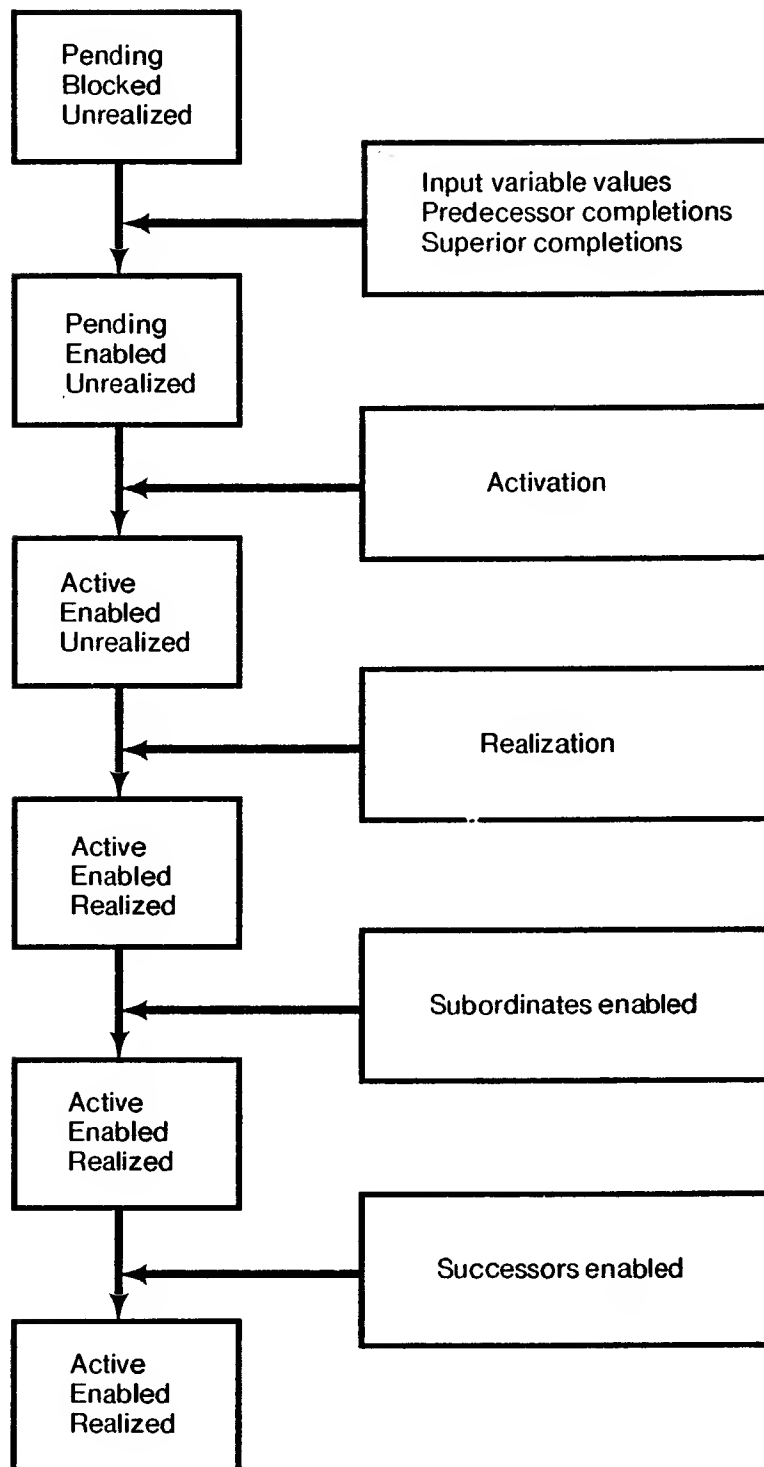 Pending
Blocked
Unrealized
Input variable values
Predecessor completions
Superior completions
Pending
Enabled
Unrealized
Activation
Active
Enabled
Unrealized
Realization
Active
Enabled
Realized
Subordinates enabled
Active
Enabled
Realized
Successors enabled
Active
Enabled
Realized